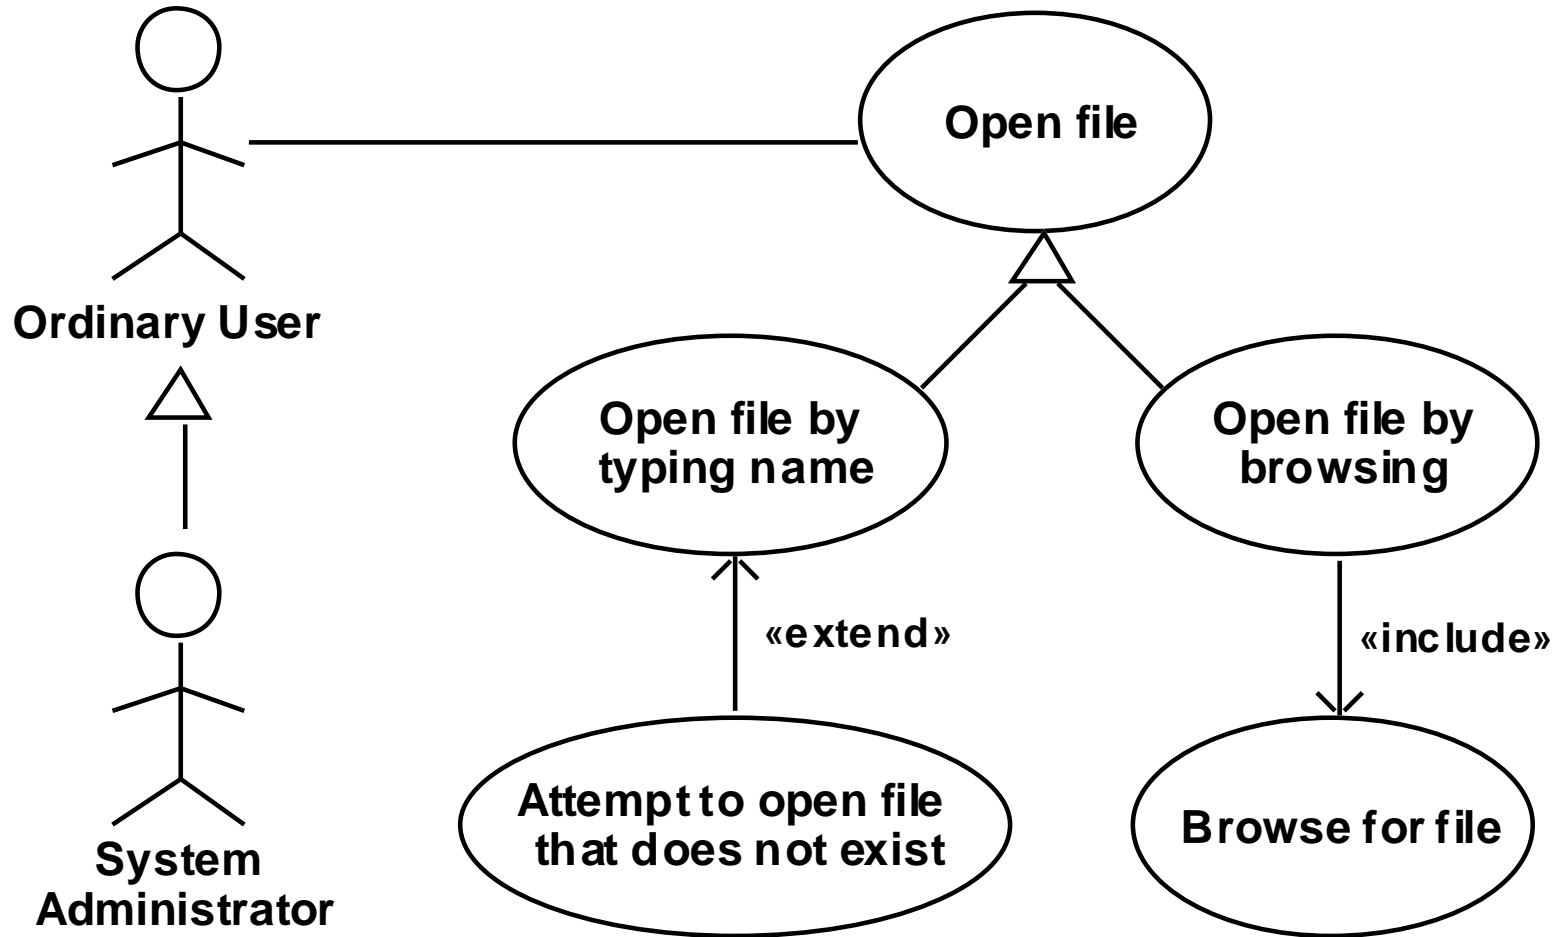 Open file
Ordinary User
Open file by
typing name
Open file by
browsing
«extend»
«include»
Attempt to open file
that does not exist
Browse for file
System
Administrator